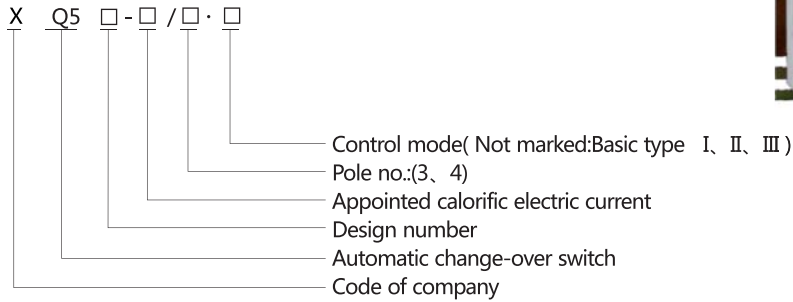 X Q5 □-□/□·□
Control mode( Not marked:Basic type Ⅰ、Ⅱ、Ⅲ)
Pole no.:(3、4)
Appointed calorific electric current
Design number
Automatic change-over switch
Code of company